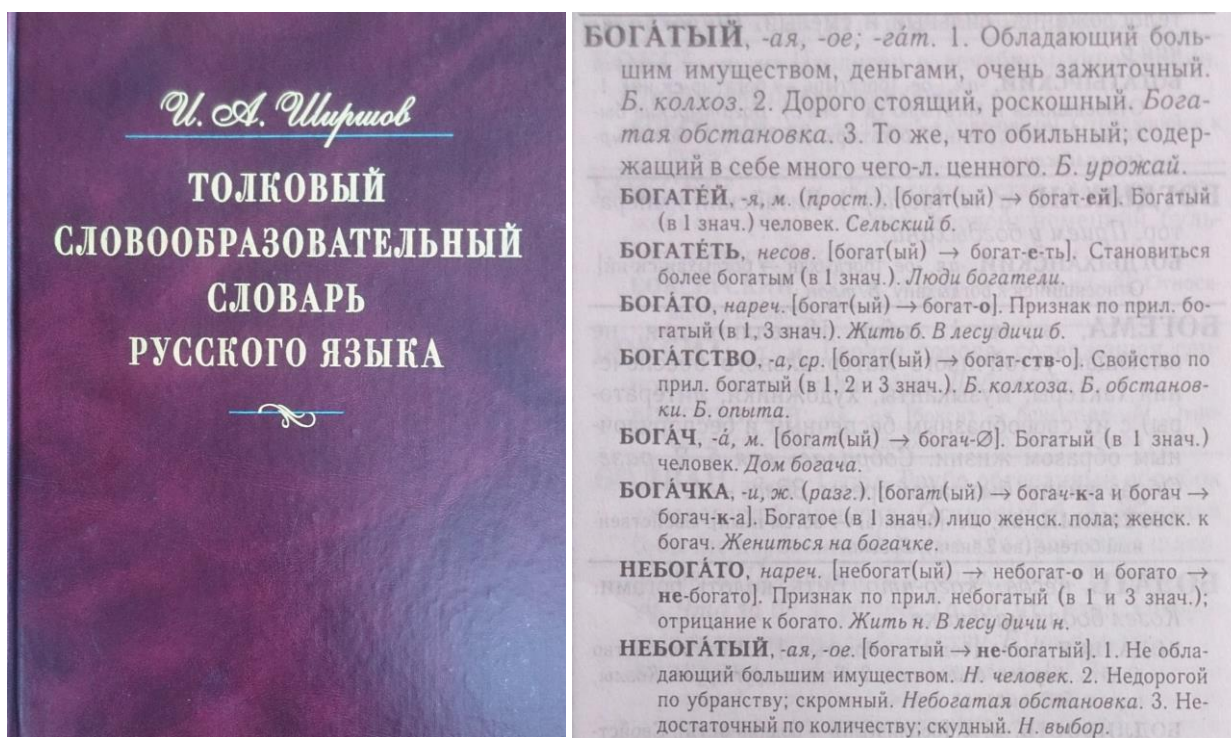 И. А. Ширшов
ТОЛКОВЫЙ
СЛОВООБРАЗОВАТЕЛЬНЫЙ
СЛОВАРЬ
РУССКОГО ЯЗЫКА
БОГА́ТЫЙ, -ая, -ое; -га́т. 1. Обладающий боль-
шим имуществом, деньгами, очень зажиточный.
Б. колхоз. 2. Дорого стоящий, роскошный. Бога-
тая обстановка. 3. То же, что обильный; содер-
жащий в себе много чего-л. ценного. Б. урожай.
БОГАТЕ́Й, -я, м. (прост.). [богат(ый) → богат-ей]. Богатый
(в 1 знач.) человек. Сельский б.
БОГАТЕ́ТЬ, несов. [богат(ый) → богат-е-ть]. Становиться
более богатым (в 1 знач.). Люди богатели.
БОГА́ТО, нареч. [богат(ый) → богат-о]. Признак по прил. бо-
гатый (в 1, 3 знач.). Жить б. В лесу дичи б.
БОГА́ТСТВО, -а, ср. [богат(ый) → богат-ств-о]. Свойство по
прил. богатый (в 1, 2 и 3 знач.). Б. колхоза. Б. обстанов-
ки. Б. опыта.
БОГА́Ч, -а́, м. [богат(ый) → богач-∅]. Богатый (в 1 знач.)
человек. Дом богача.
БОГА́ЧКА, -и, ж. (разг.). [богат(ый) → богач-к-а и богач →
богач-к-а]. Богатое (в 1 знач.) лицо женск. пола; женск. к
богач. Жениться на богачке.
НЕБОГА́ТО, нареч. [небогат(ый) → небогат-о и богато →
не-богато]. Признак по прил. небогатый (в 1 и 3 знач.);
отрицание к богато. Жить н. В лесу дичи н.
НЕБОГА́ТЫЙ, -ая, -ое. [богатый → не-богатый]. 1. Не обла-
дающий большим имуществом. Н. человек. 2. Недорогой
по убранству; скромный. Небогатая обстановка. 3. Не-
достаточный по количеству; скудный. Н. выбор.